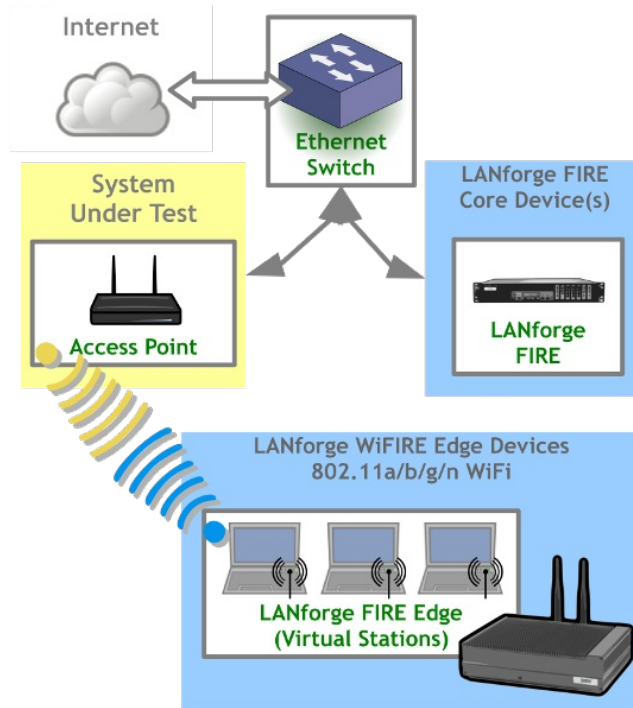 Internet
Ethernet
Switch
System
Under Test
Access Point
LANforge FIRE
Core Device(s)
LANforge
FIRE
LANforge WiFIRE Edge Devices
802.11a/b/g/n WiFi
LANforge FIRE Edge
(Virtual Stations)